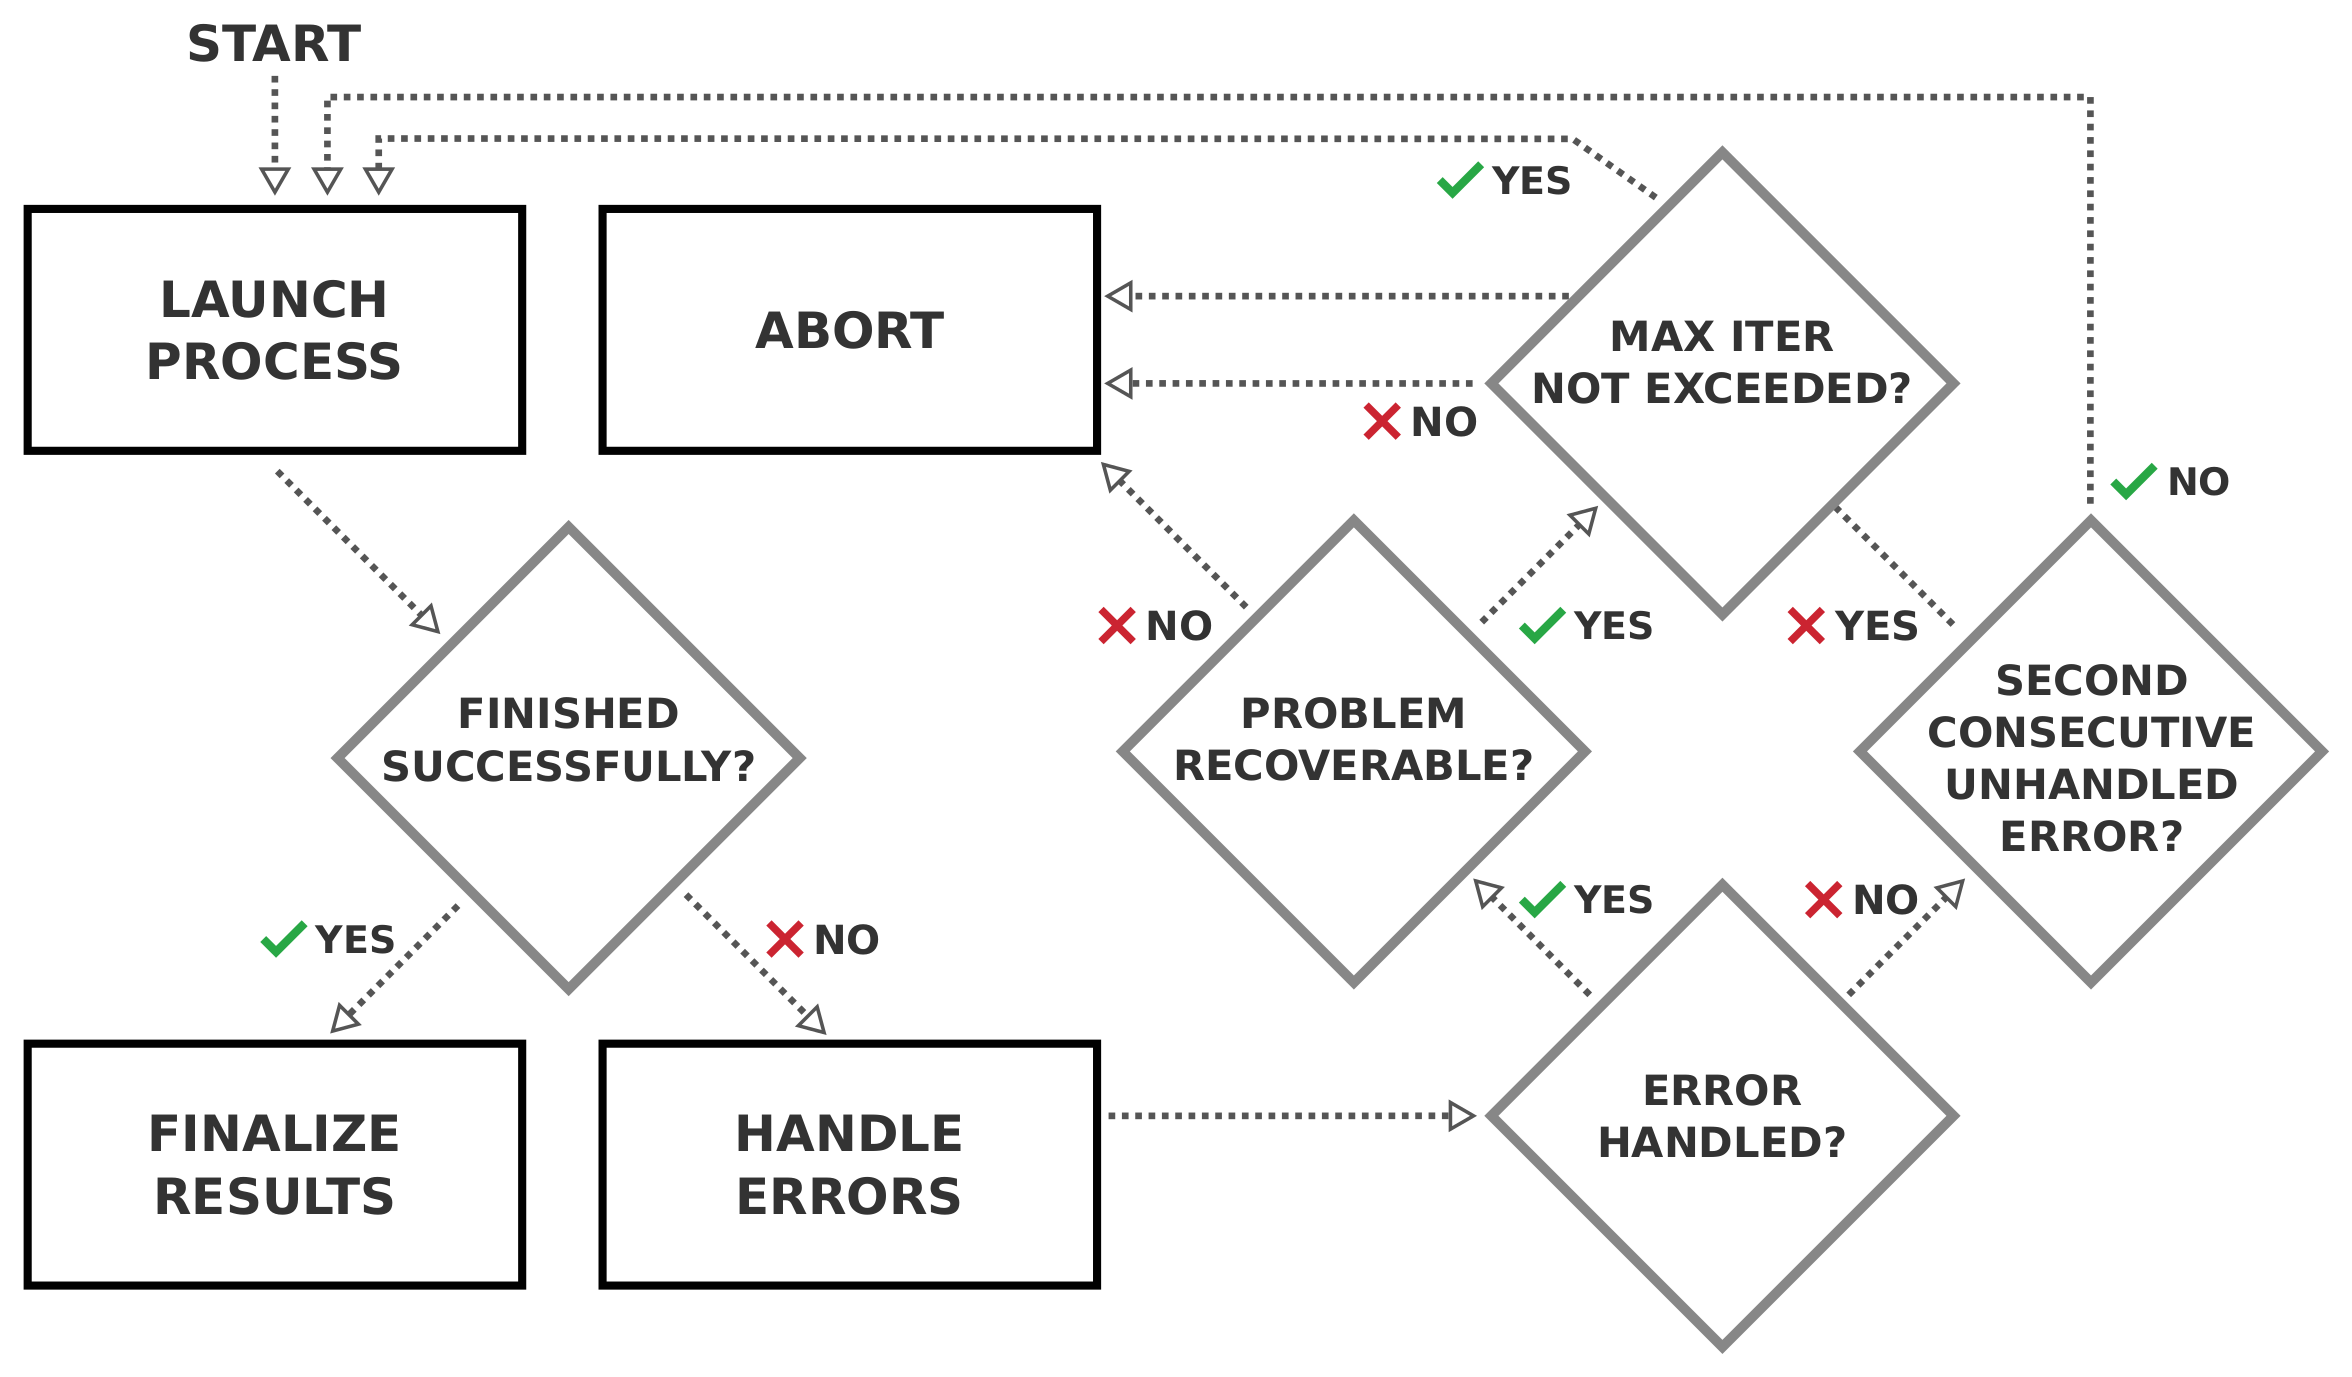 START
YES
LAUNCH
PROCESS
ABORT
MAX ITER
NOT EXCEEDED?
NO
NO
NO
YES
YES
FINISHED
SUCCESSFULLY?
PROBLEM
RECOVERABLE?
SECOND
CONSECUTIVE
UNHANDLED
ERROR?
YES
NO
YES
NO
FINALIZE
RESULTS
HANDLE
ERRORS
ERROR
HANDLED?